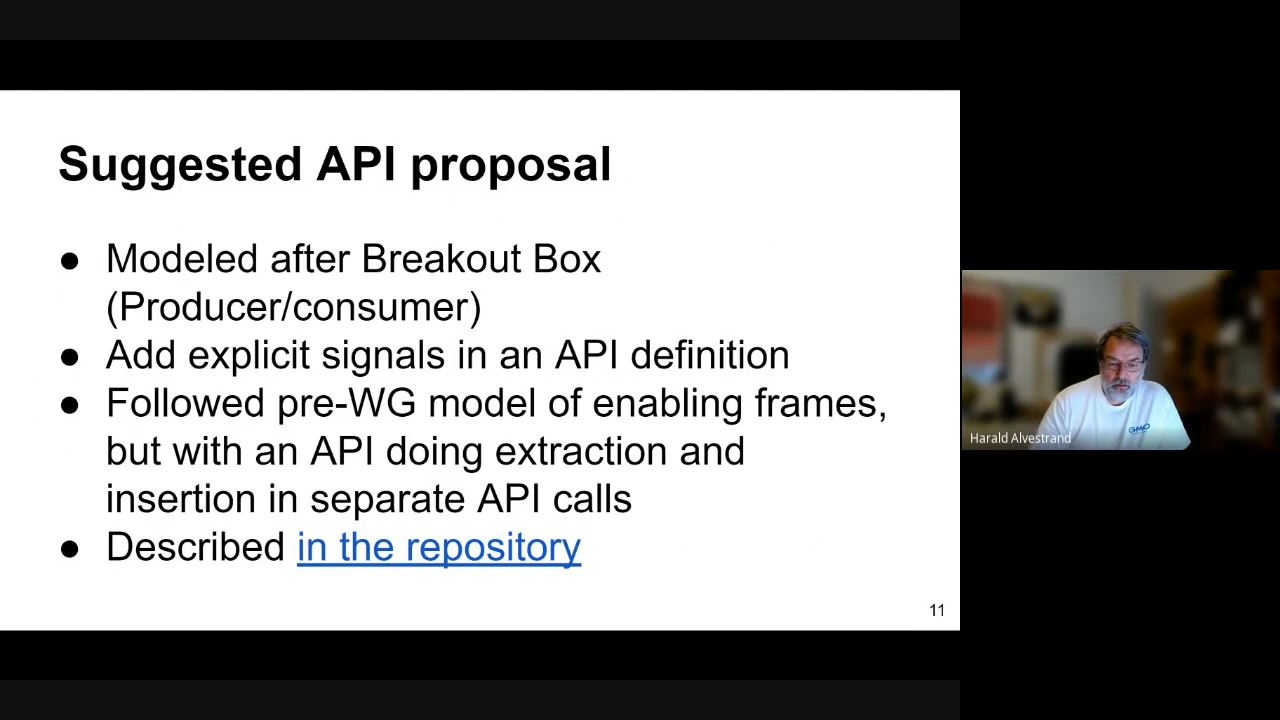 Suggested API proposal
● Modeled after Breakout Box
(Producer/consumer)
● Add explicit signals in an API definition
● Followed pre-WG model of enabling frames,
but with an API doing extraction and
insertion in separate API calls
● Described in the repository
11
GMO
Harald Alvestrand